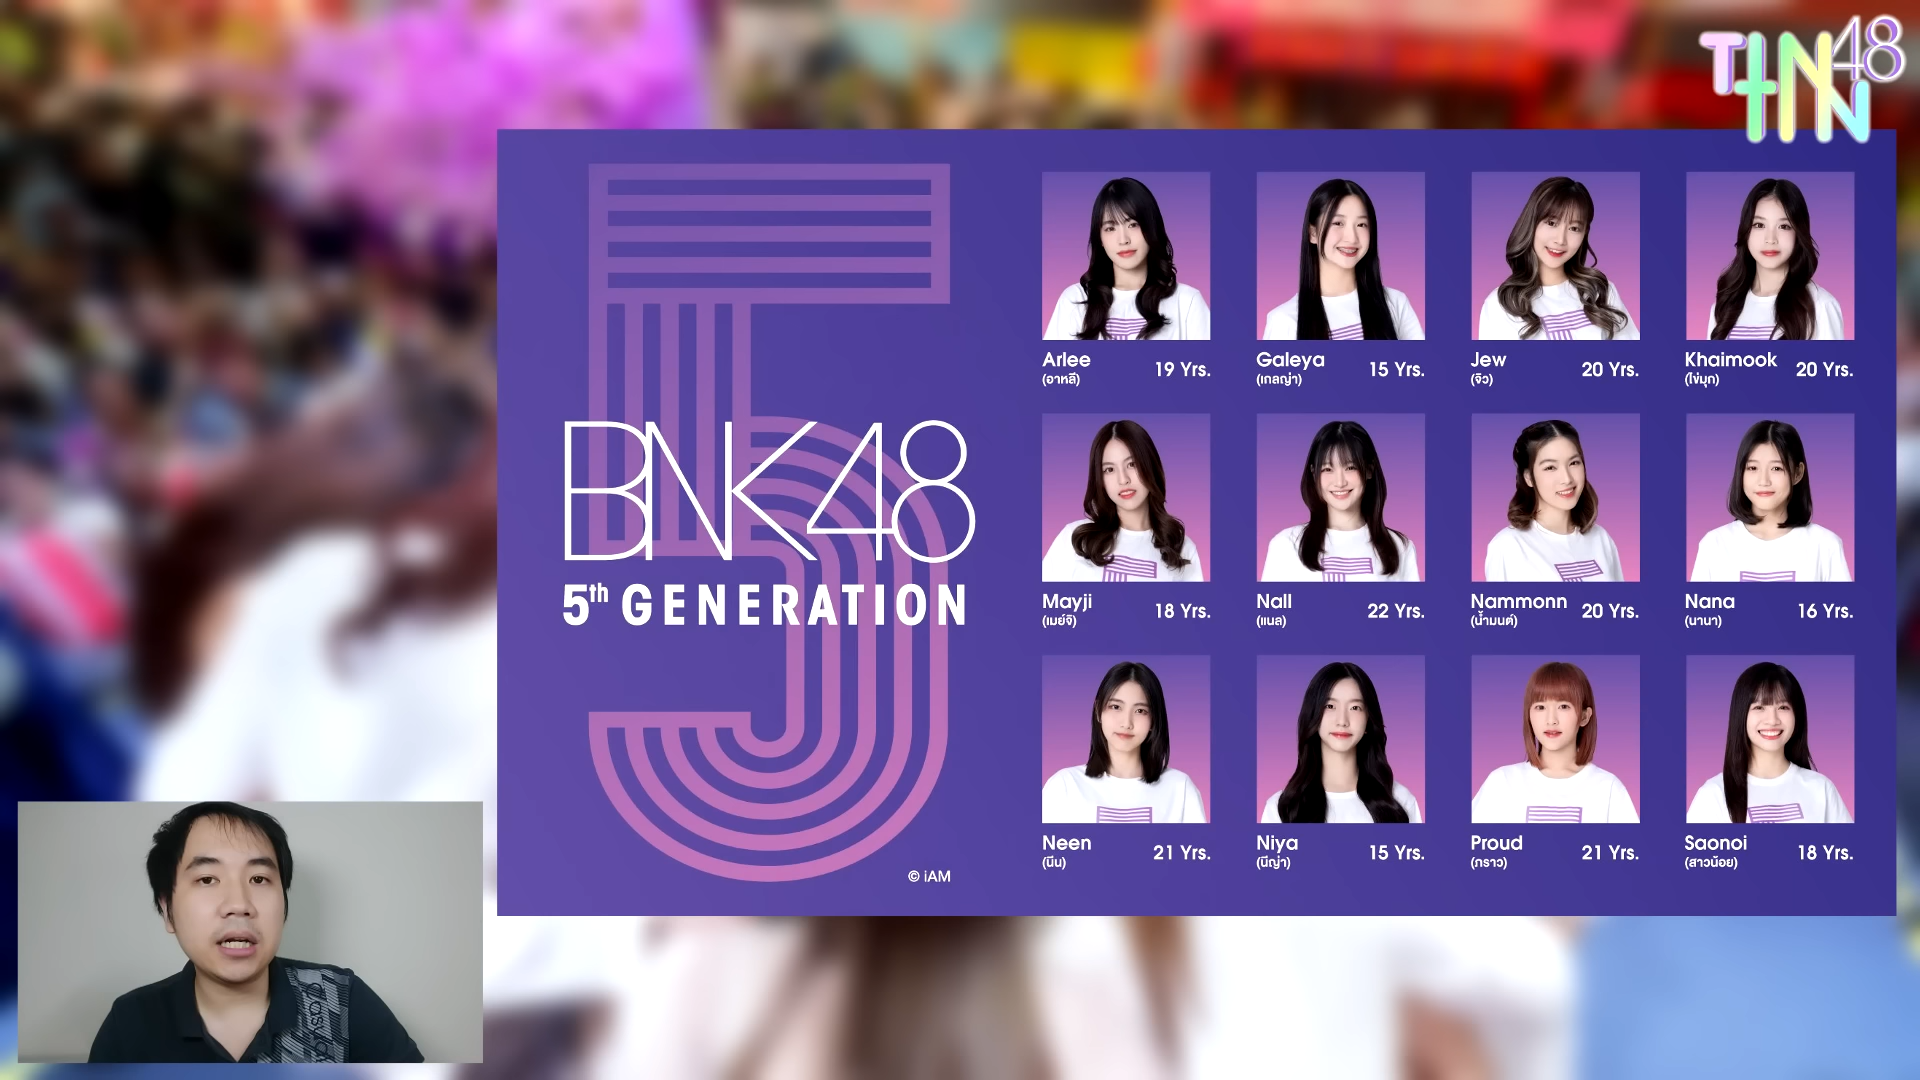 TINTIN48
BNK48
5th GENERATION
© iAM
Arlee
(อาหลี)
19 Yrs.
Galeya
(เกลญ่า)
15 Yrs.
Jew
(จิว)
20 Yrs.
Khaimook
(ไข่มุก)
20 Yrs.
Mayji
(เมย์จิ)
18 Yrs.
Nall
(แนล)
22 Yrs.
Nammonn
(น้ำมนต์)
20 Yrs.
Nana
(นานา)
16 Yrs.
Neen
(นีน)
21 Yrs.
Niya
(นีญ่า)
15 Yrs.
Proud
(ภราว)
21 Yrs.
Saonoi
(สาวน้อย)
18 Yrs.